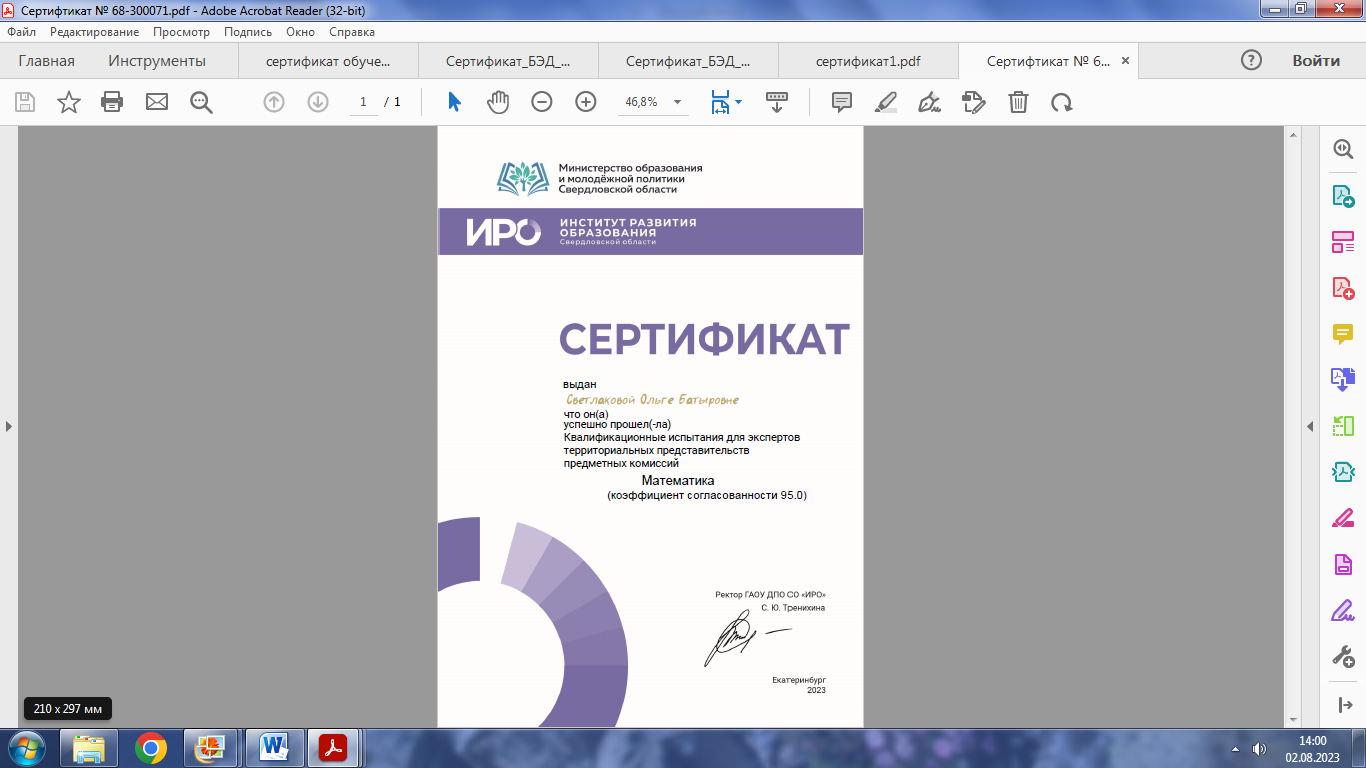 Сертифткат № 68-300071.pdf - Adobe Acrobat Reader (32-bit)
Файл Редактирование Просмотр Подпись Окно Справка
Главная Инструменты сертификат обуче... Сертификат_БЭД_... Сертификат_БЭД_... сертификат1.pdf Сертифткат № 6... Войти
1 / 1 46,8%
Министерство образования
и молодёжной политики
Свердловской области
ИРО
ИНСТИТУТ РАЗВИТИЯ
ОБРАЗОВАНИЯ
Свердловской области
СЕРТИФИКАТ
выдан
Светлаковой Ольге Батыровне
что он(а)
успешно прошел(-ла)
Квалификационные испытания для экспертов
территориальных представительств
предметных комиссий
Математика
(коэффициент согласованности 95.0)
Ректор ГАОУ ДПО СО «ИРО»
С. Ю. Тренихина
Екатеринбург
2023
210 x 297 мм
14:00
02.08.2023